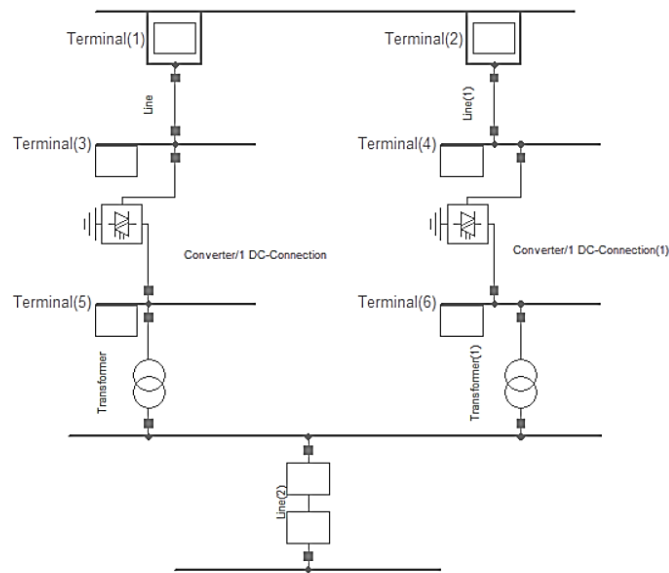 Terminal(1)
Terminal(2)
Line
Line(1)
Terminal(3)
Terminal(4)
Converter/1 DC-Connection
Converter/1 DC-Connection(1)
Terminal(5)
Terminal(6)
Transformer
Transformer(1)
Line(2)